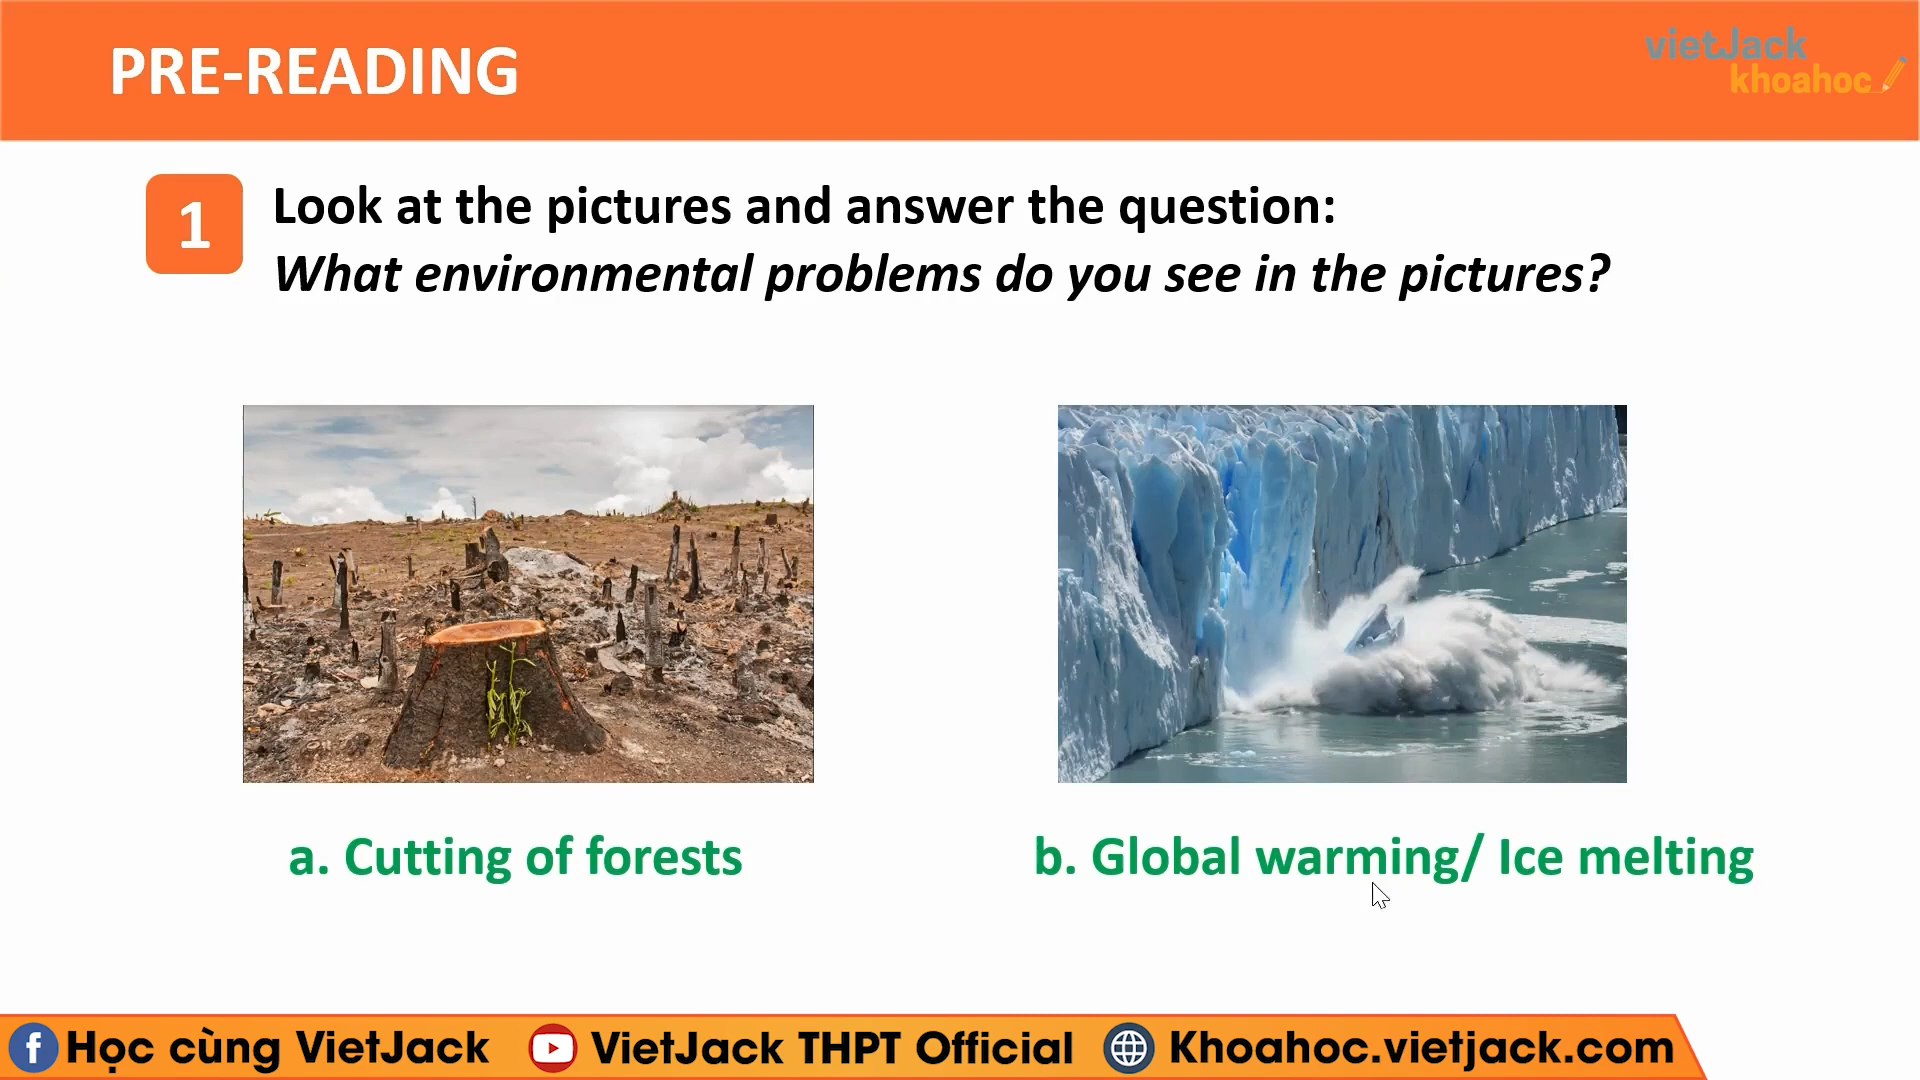 PRE-READING
vietJack
khoahoc
1
Look at the pictures and answer the question:
What environmental problems do you see in the pictures?
a. Cutting of forests
b. Global warming/ Ice melting
Học cùng VietJack
VietJack THPT Official
Khoahoc.vietjack.com